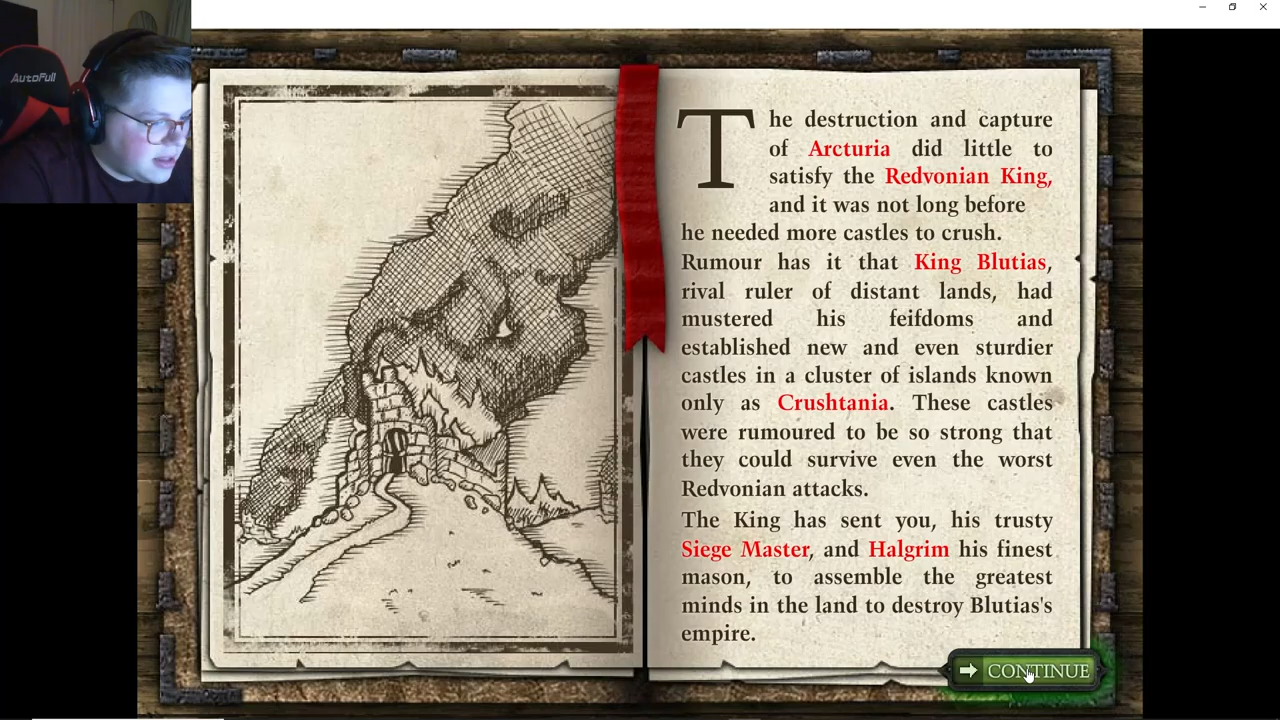 AutoFull
The destruction and capture
of Arcturia did little to
satisfy the Redvonian King,
and it was not long before
he needed more castles to crush.
Rumour has it that King Blutias,
rival ruler of distant lands, had
mustered his feifdoms and
established new and even sturdier
castles in a cluster of islands known
only as Crushtania. These castles
were rumoured to be so strong that
they could survive even the worst
Redvonian attacks.
The King has sent you, his trusty
Siege Master, and Halgrim his finest
mason, to assemble the greatest
minds in the land to destroy Blutias's
empire.
CONTINUE